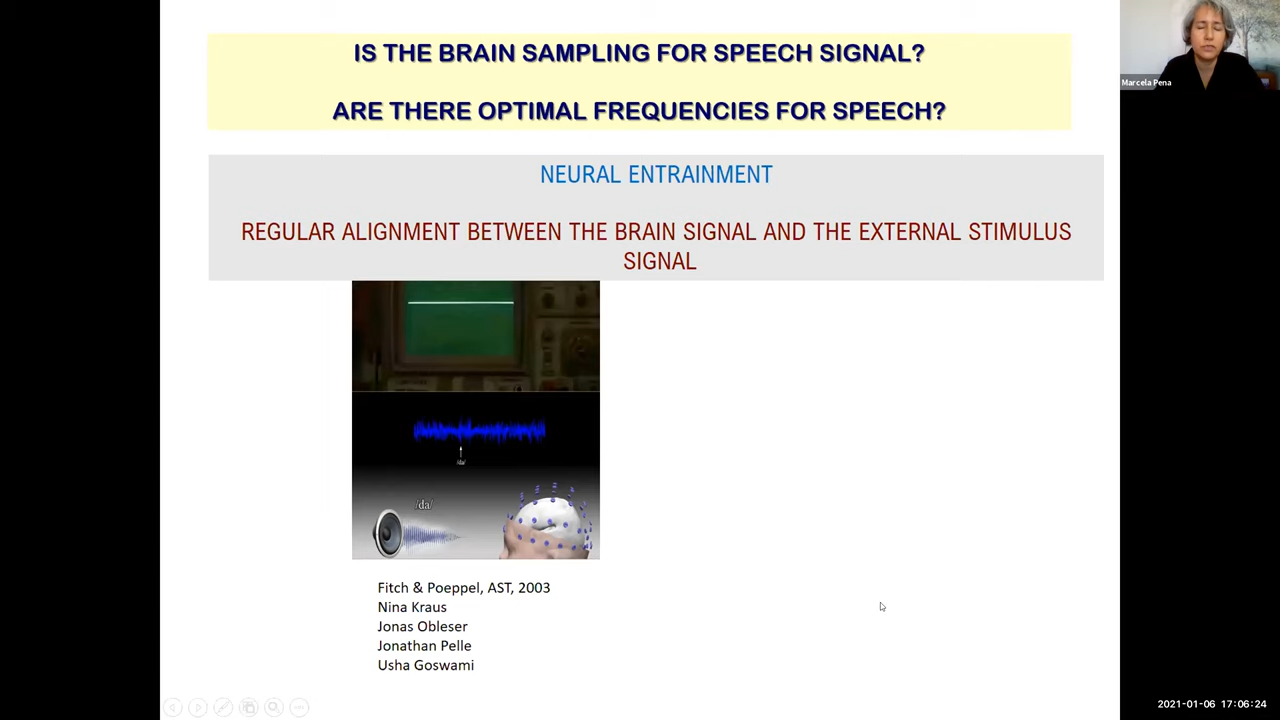 IS THE BRAIN SAMPLING FOR SPEECH SIGNAL?
ARE THERE OPTIMAL FREQUENCIES FOR SPEECH?
Marcela Pena
NEURAL ENTRAINMENT
REGULAR ALIGNMENT BETWEEN THE BRAIN SIGNAL AND THE EXTERNAL STIMULUS
SIGNAL
/da/
/da/
Fitch & Poeppel, AST, 2003
Nina Kraus
Jonas Obleser
Jonathan Pelle
Usha Goswami
2021-01-06 17:06:24